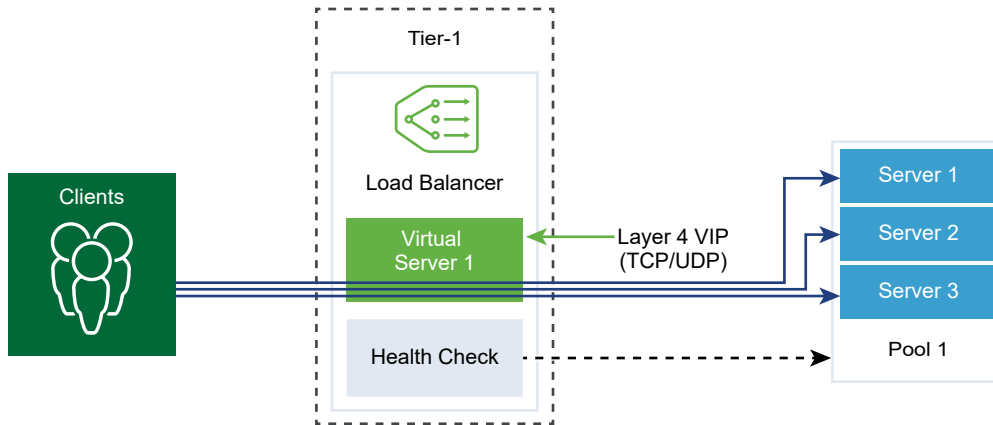 Tier-1
Clients
Load Balancer
Virtual
Server 1
Layer 4 VIP
(TCP/UDP)
Health Check
Server 1
Server 2
Server 3
Pool 1